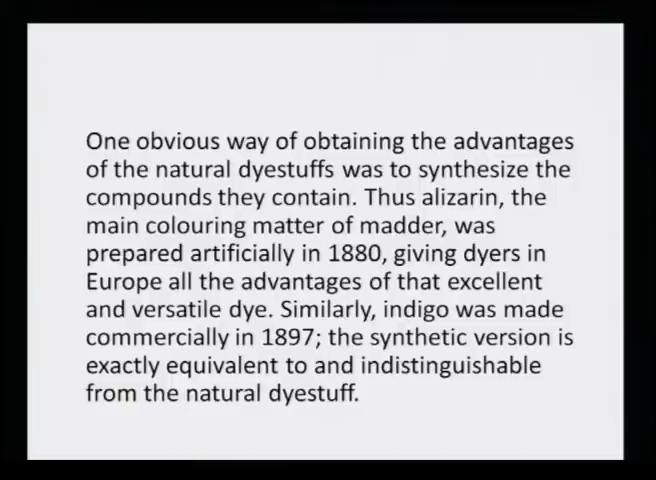 One obvious way of obtaining the advantages
of the natural dyestuffs was to synthesize the
compounds they contain. Thus alizarin, the
main colouring matter of madder, was
prepared artificially in 1880, giving dyers in
Europe all the advantages of that excellent
and versatile dye. Similarly, indigo was made
commercially in 1897; the synthetic version is
exactly equivalent to and indistinguishable
from the natural dyestuff.